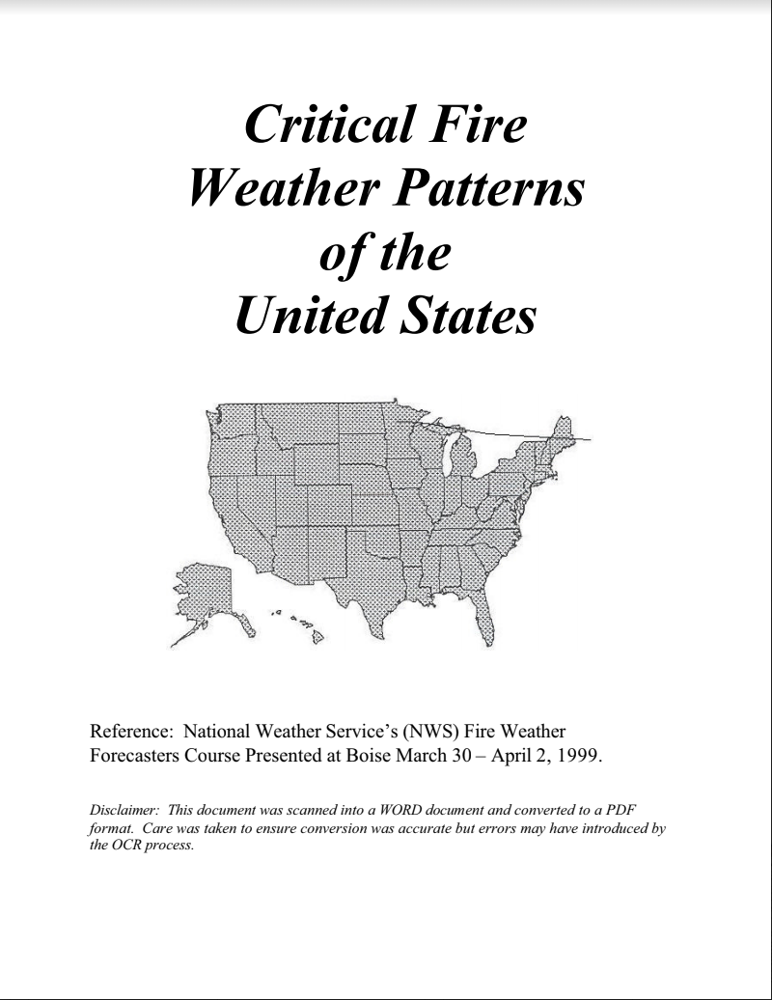 Critical Fire
Weather Patterns
of the
United States
Reference:  National Weather Service’s (NWS) Fire Weather
Forecasters Course Presented at Boise March 30 – April 2, 1999.
Disclaimer:  This document was scanned into a WORD document and converted to a PDF
format.  Care was taken to ensure conversion was accurate but errors may have introduced by
the OCR process.